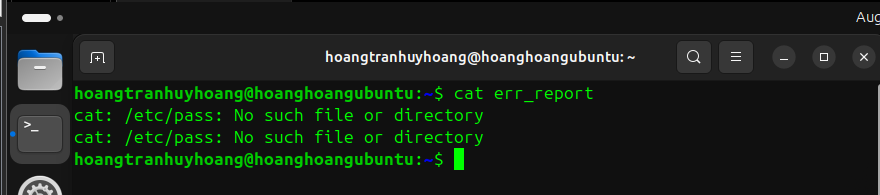 Aug
hoangtranhuyhoang@hoanghoangubuntu: ~
hoangtranhuyhoang@hoanghoangubuntu:~$ cat err_report
cat: /etc/pass: No such file or directory
cat: /etc/pass: No such file or directory
hoangtranhuyhoang@hoanghoangubuntu:~$
>_